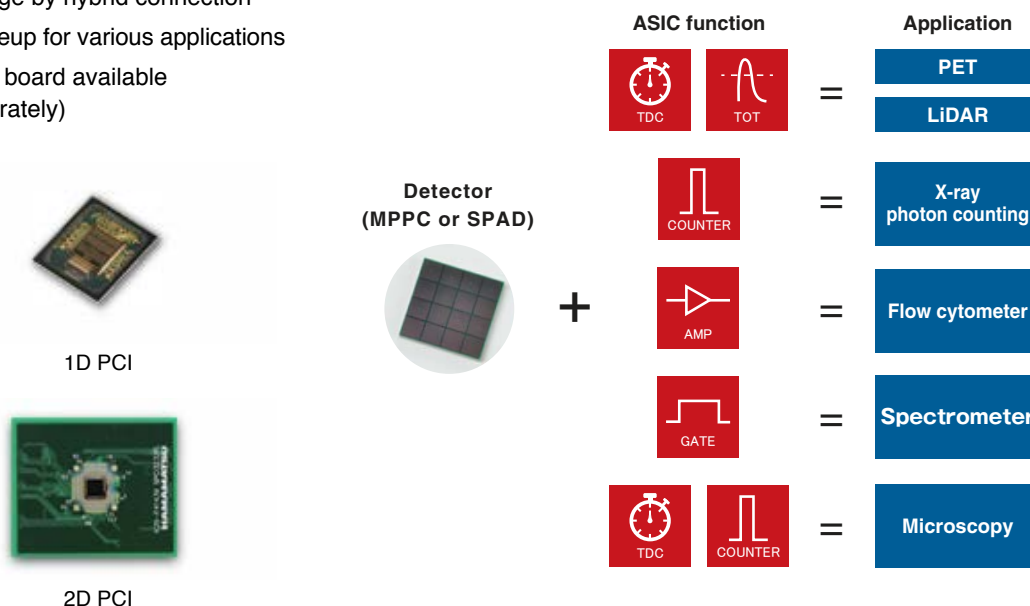 ge by hybrid connection
eup for various applications
board available
rately)
1D PCI
HAMAMATSU
2D PCI
Detector
(MPPC or SPAD)
+
ASIC function
Application
TDC
TOT
=
PET
LiDAR
COUNTER
=
X-ray
photon counting
AMP
=
Flow cytometer
GATE
=
Spectrometer
TDC
COUNTER
=
Microscopy